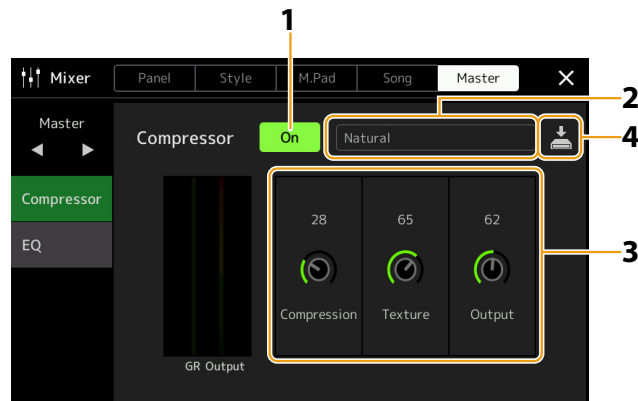 1
Mixer Panel Style M.Pad Song Master
2
Master
Compressor On Natural
4
Compressor
28 65 62
EQ
3
Compression Texture Output
GR Output